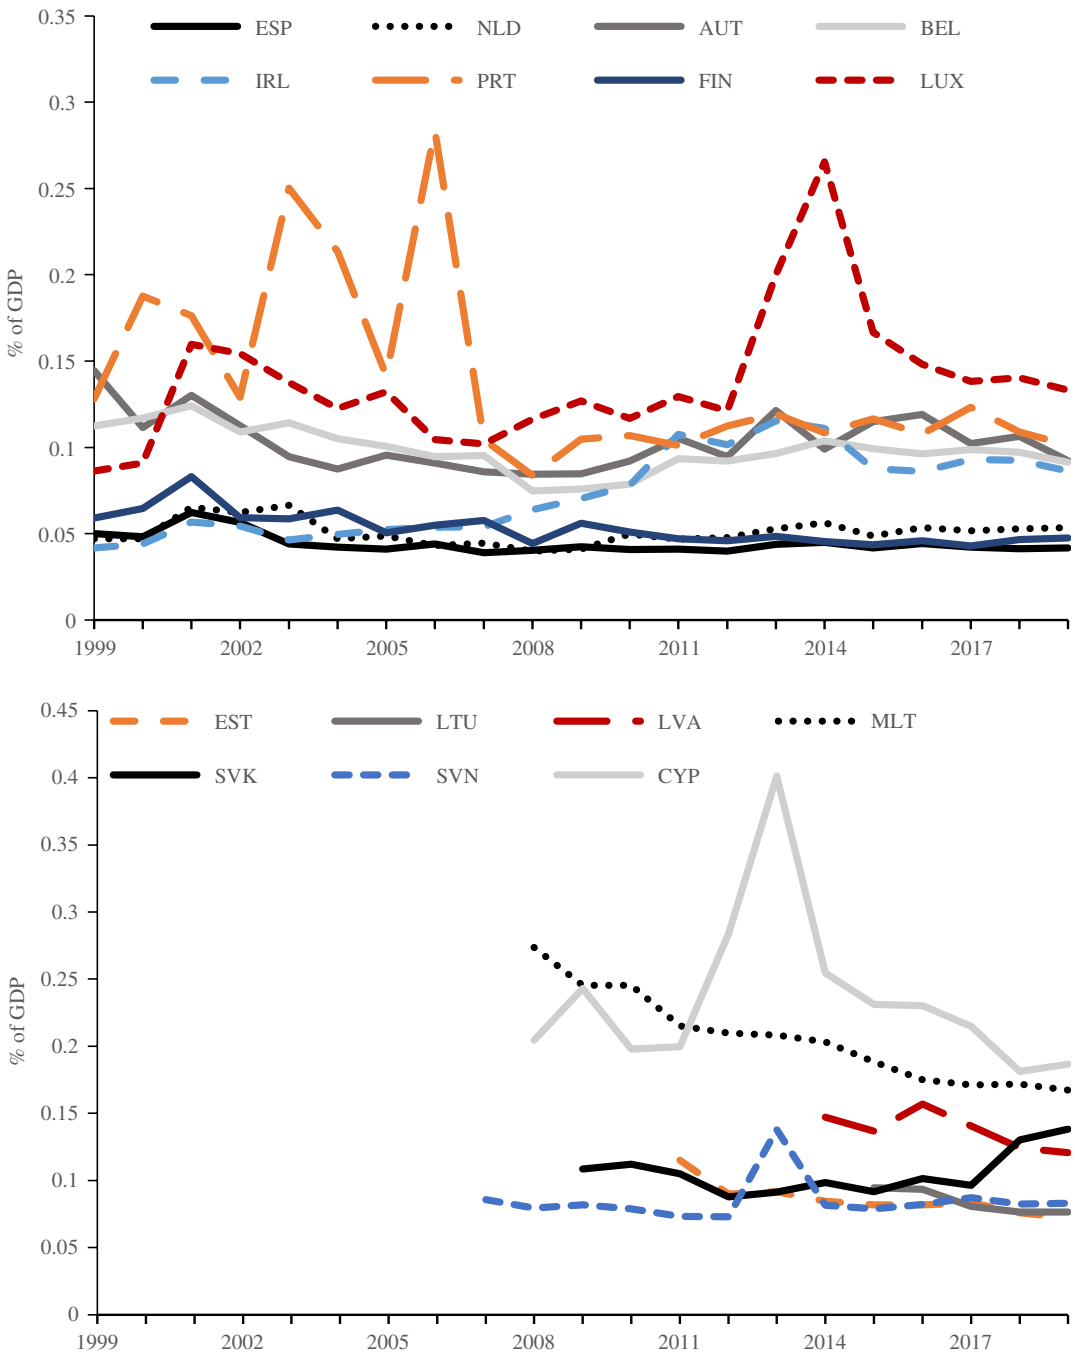 0.35
ESP NLD AUT BEL
IRL PRT FIN LUX
0.3
0.25
0.2
% of GDP
0.15
0.1
0.05
0
1999 2002 2005 2008 2011 2014 2017
0.45
EST LTU LVA MLT
SVK SVN CYP
0.4
0.35
0.3
0.25
% of GDP
0.2
0.15
0.1
0.05
0
1999 2002 2005 2008 2011 2014 2017